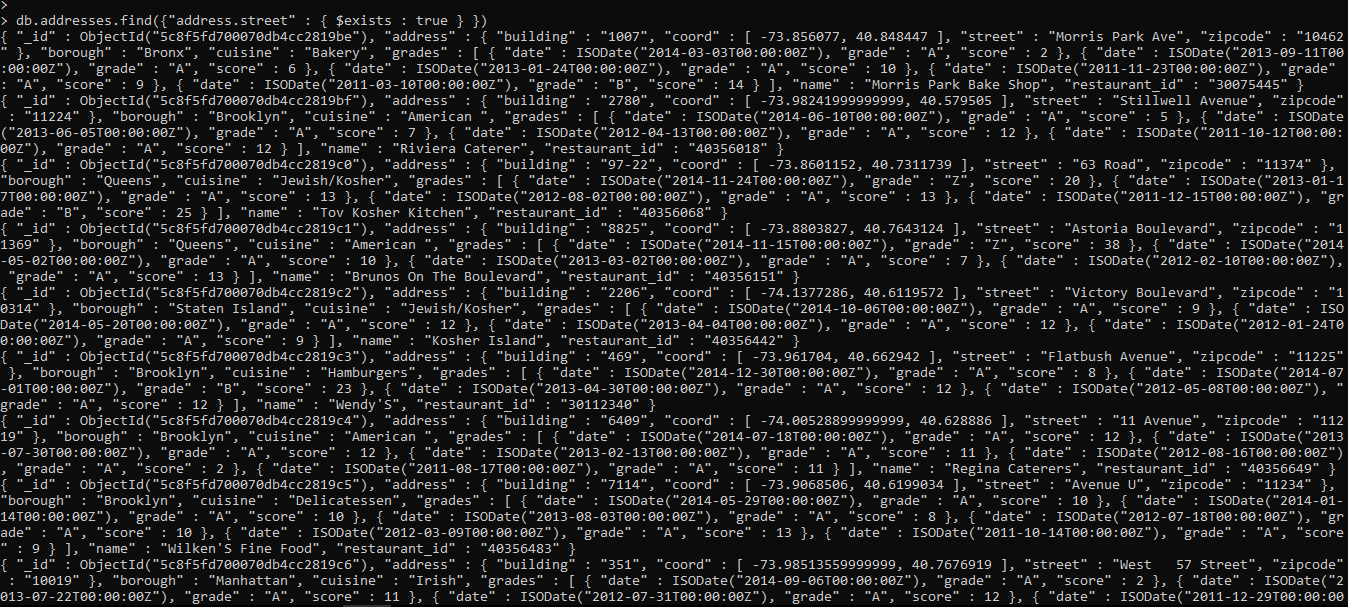 >
> db.addresses.find({"address.street" : { $exists : true } })
{ "_id" : ObjectId("5c8f5fd700070db4cc2819be"), "address" : { "building" : "1007", "coord" : [ -73.856077, 40.848447 ], "street" : "Morris Park Ave", "zipcode" : "10462
" }, "borough" : "Bronx", "cuisine" : "Bakery", "grades" : [ { "date" : ISODate("2014-03-03T00:00:00Z"), "grade" : "A", "score" : 2 }, { "date" : ISODate("2013-09-11T00
:00:00Z"), "grade" : "A", "score" : 6 }, { "date" : ISODate("2013-01-24T00:00:00Z"), "grade" : "A", "score" : 10 }, { "date" : ISODate("2011-11-23T00:00:00Z"), "grade" :
"A", "score" : 9 }, { "date" : ISODate("2011-03-10T00:00:00Z"), "grade" : "B", "score" : 14 } ], "name" : "Morris Park Bake Shop", "restaurant_id" : "30075445" }
{ "_id" : ObjectId("5c8f5fd700070db4cc2819bf"), "address" : { "building" : "2780", "coord" : [ -73.98241999999999, 40.579505 ], "street" : "Stillwell Avenue", "zipcode"
: "11224" }, "borough" : "Brooklyn", "cuisine" : "American ", "grades" : [ { "date" : ISODate("2014-06-10T00:00:00Z"), "grade" : "A", "score" : 5 }, { "date" : ISODate
("2013-06-05T00:00:00Z"), "grade" : "A", "score" : 7 }, { "date" : ISODate("2012-04-13T00:00:00Z"), "grade" : "A", "score" : 12 }, { "date" : ISODate("2011-10-12T00:00:
00Z"), "grade" : "A", "score" : 12 } ], "name" : "Riviera Caterer", "restaurant_id" : "40356018" }
{ "_id" : ObjectId("5c8f5fd700070db4cc2819c0"), "address" : { "building" : "97-22", "coord" : [ -73.8601152, 40.7311739 ], "street" : "63 Road", "zipcode" : "11374" },
"borough" : "Queens", "cuisine" : "Jewish/Kosher", "grades" : [ { "date" : ISODate("2014-11-24T00:00:00Z"), "grade" : "Z", "score" : 20 }, { "date" : ISODate("2013-01-1
7T00:00:00Z"), "grade" : "A", "score" : 13 }, { "date" : ISODate("2012-08-02T00:00:00Z"), "grade" : "A", "score" : 13 }, { "date" : ISODate("2011-12-15T00:00:00Z"), "gr
ade" : "B", "score" : 25 } ], "name" : "Tov Kosher Kitchen", "restaurant_id" : "40356068" }
{ "_id" : ObjectId("5c8f5fd700070db4cc2819c1"), "address" : { "building" : "8825", "coord" : [ -73.8803827, 40.7643124 ], "street" : "Astoria Boulevard", "zipcode" : "1
1369" }, "borough" : "Queens", "cuisine" : "American ", "grades" : [ { "date" : ISODate("2014-11-15T00:00:00Z"), "grade" : "Z", "score" : 38 }, { "date" : ISODate("2014
-05-02T00:00:00Z"), "grade" : "A", "score" : 10 }, { "date" : ISODate("2013-03-02T00:00:00Z"), "grade" : "A", "score" : 7 }, { "date" : ISODate("2012-02-10T00:00:00Z"),
"grade" : "A", "score" : 13 } ], "name" : "Brunos On The Boulevard", "restaurant_id" : "40356151" }
{ "_id" : ObjectId("5c8f5fd700070db4cc2819c2"), "address" : { "building" : "2206", "coord" : [ -74.1377286, 40.6119572 ], "street" : "Victory Boulevard", "zipcode" : "1
0314" }, "borough" : "Staten Island", "cuisine" : "Jewish/Kosher", "grades" : [ { "date" : ISODate("2014-10-06T00:00:00Z"), "grade" : "A", "score" : 9 }, { "date" : ISO
Date("2014-05-20T00:00:00Z"), "grade" : "A", "score" : 12 }, { "date" : ISODate("2013-04-04T00:00:00Z"), "grade" : "A", "score" : 12 }, { "date" : ISODate("2012-01-24T0
0:00:00Z"), "grade" : "A", "score" : 9 } ], "name" : "Kosher Island", "restaurant_id" : "40356442" }
{ "_id" : ObjectId("5c8f5fd700070db4cc2819c3"), "address" : { "building" : "469", "coord" : [ -73.961704, 40.662942 ], "street" : "Flatbush Avenue", "zipcode" : "11225"
}, "borough" : "Brooklyn", "cuisine" : "Hamburgers", "grades" : [ { "date" : ISODate("2014-12-30T00:00:00Z"), "grade" : "A", "score" : 8 }, { "date" : ISODate("2014-07
-01T00:00:00Z"), "grade" : "B", "score" : 23 }, { "date" : ISODate("2013-04-30T00:00:00Z"), "grade" : "A", "score" : 12 }, { "date" : ISODate("2012-05-08T00:00:00Z"), "
grade" : "A", "score" : 12 } ], "name" : "Wendy'S", "restaurant_id" : "30112340" }
{ "_id" : ObjectId("5c8f5fd700070db4cc2819c4"), "address" : { "building" : "6409", "coord" : [ -74.00528899999999, 40.628886 ], "street" : "11 Avenue", "zipcode" : "112
19" }, "borough" : "Brooklyn", "cuisine" : "American ", "grades" : [ { "date" : ISODate("2014-07-18T00:00:00Z"), "grade" : "A", "score" : 12 }, { "date" : ISODate("2013
-07-30T00:00:00Z"), "grade" : "A", "score" : 12 }, { "date" : ISODate("2013-02-13T00:00:00Z"), "grade" : "A", "score" : 11 }, { "date" : ISODate("2012-08-16T00:00:00Z")
, "grade" : "A", "score" : 2 }, { "date" : ISODate("2011-08-17T00:00:00Z"), "grade" : "A", "score" : 11 } ], "name" : "Regina Caterers", "restaurant_id" : "40356649" }
{ "_id" : ObjectId("5c8f5fd700070db4cc2819c5"), "address" : { "building" : "7114", "coord" : [ -73.9068506, 40.6199034 ], "street" : "Avenue U", "zipcode" : "11234" },
"borough" : "Brooklyn", "cuisine" : "Delicatessen", "grades" : [ { "date" : ISODate("2014-05-29T00:00:00Z"), "grade" : "A", "score" : 10 }, { "date" : ISODate("2014-01-
14T00:00:00Z"), "grade" : "A", "score" : 10 }, { "date" : ISODate("2013-08-03T00:00:00Z"), "grade" : "A", "score" : 8 }, { "date" : ISODate("2012-07-18T00:00:00Z"), "gr
ade" : "A", "score" : 10 }, { "date" : ISODate("2012-03-09T00:00:00Z"), "grade" : "A", "score" : 13 }, { "date" : ISODate("2011-10-14T00:00:00Z"), "grade" : "A", "score
" : 9 } ], "name" : "Wilken'S Fine Food", "restaurant_id" : "40356483" }
{ "_id" : ObjectId("5c8f5fd700070db4cc2819c6"), "address" : { "building" : "351", "coord" : [ -73.98513559999999, 40.7676919 ], "street" : "West   57 Street", "zipcode"
: "10019" }, "borough" : "Manhattan", "cuisine" : "Irish", "grades" : [ { "date" : ISODate("2014-09-06T00:00:00Z"), "grade" : "A", "score" : 2 }, { "date" : ISODate("2
013-07-22T00:00:00Z"), "grade" : "A", "score" : 11 }, { "date" : ISODate("2012-07-31T00:00:00Z"), "grade" : "A", "score" : 12 }, { "date" : ISODate("2011-12-29T00:00:00